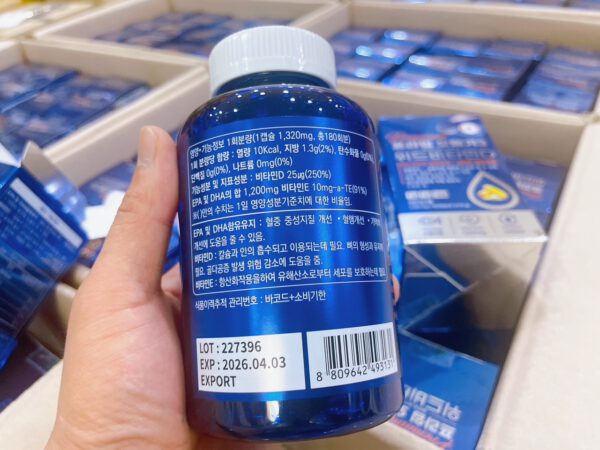 영양•기능정보 1회분량(1캡슐 1,320mg, 총180회분)
1회 분량당 함량 : 열량 10Kcal, 지방 1.3g(2%), 탄수화물 0g(0%),
단백질 0g(0%), 나트륨 0mg(0%)
기능성분 및 지표성분 : 비타민D 25㎍(250%)
EPA 및 DHA의 합 1,200mg 비타민E 10mg-a-TE(91%)
※( )안의 수치는 1일 영양성분기준치에 대한 비율임.
EPA 및 DHA함유유지 : 혈중 중성지질 개선 • 혈행개선 •
개선에 도움을 줄 수 있음.
비타민D : 칼슘과 인의 흡수되고 이용되는데 필요. 뼈의 형성과 유지에
필요. 골다공증 발생 위험 감소에 도움을 줌.
비타민E : 항산화작용을하여 유해산소로부터 세포를 보호하는데 필요
식품이력추적 관리번호 : 바코드+소비기한
LOT : 227396
EXP : 2026.04.03
EXPORT
8 809642 493131